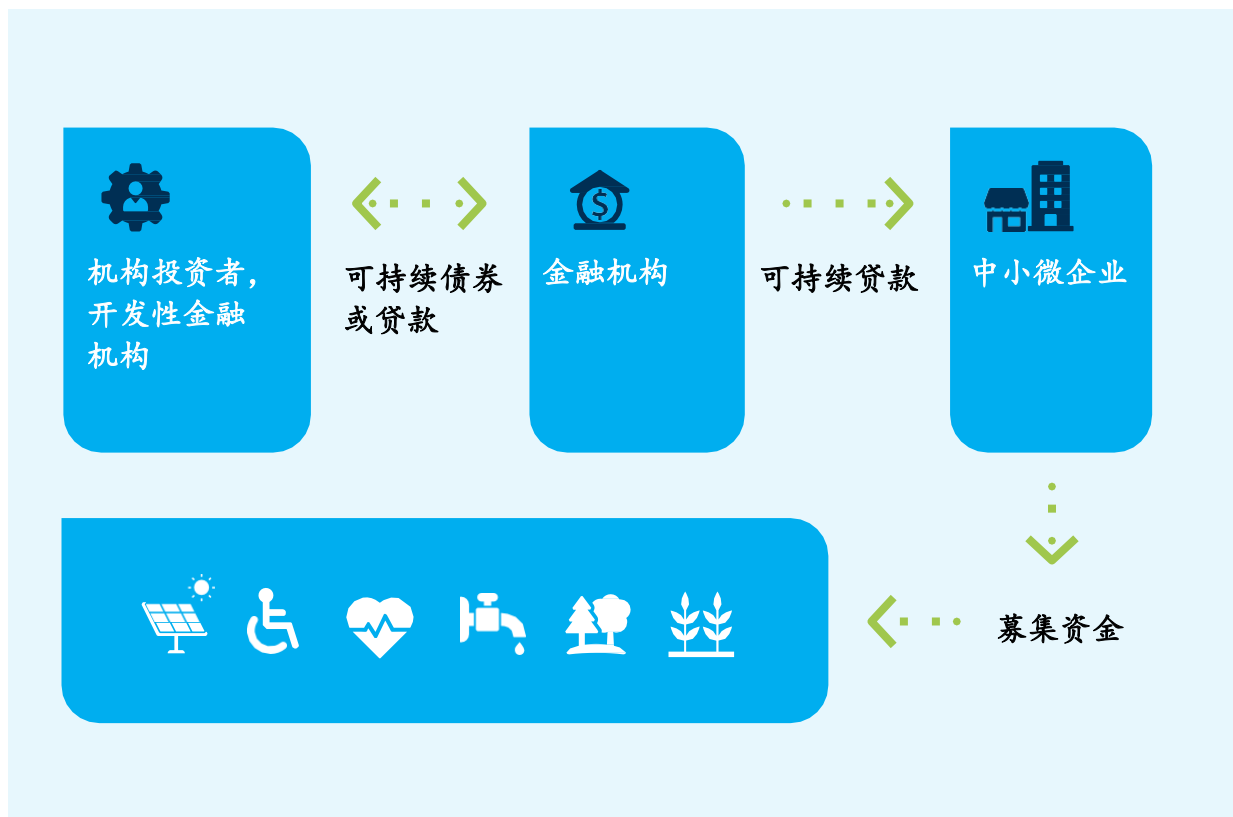 机构投资者，
开发性金融
机构
可持续债券
或贷款
$
金融机构
可持续贷款
中小微企业
募集资金